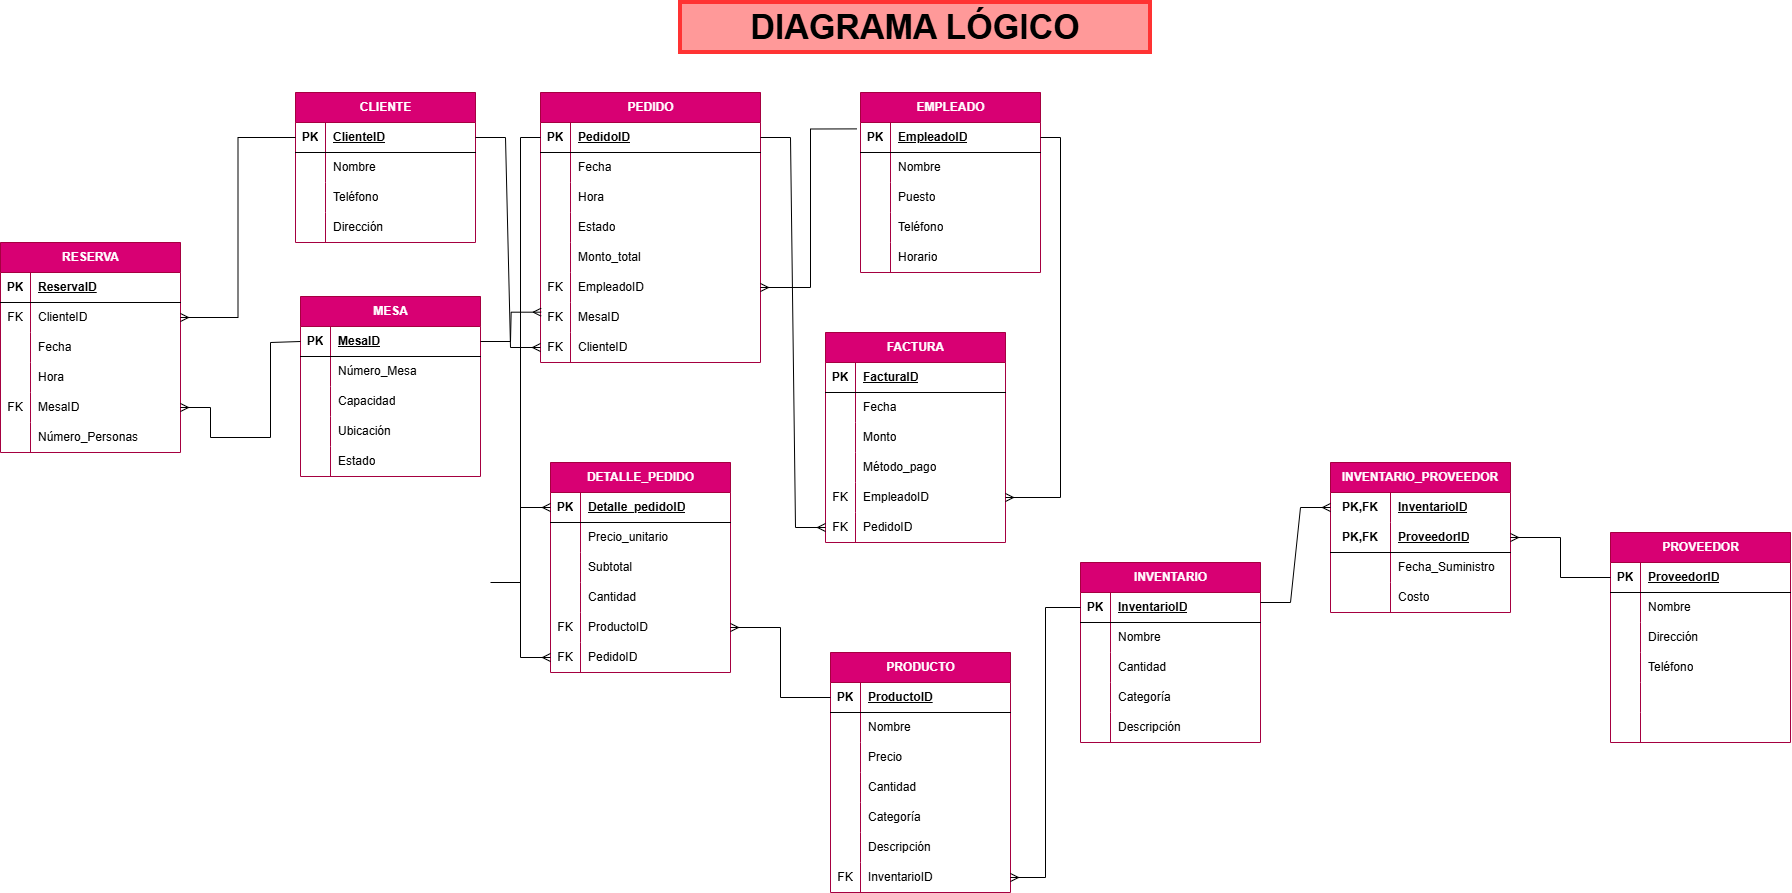 DIAGRAMA LÓGICO
CLIENTE
PK ClienteID
Nombre
Teléfono
Dirección
PEDIDO
PK PedidoID
Fecha
Hora
Estado
Monto_total
FK EmpleadoID
FK MesaID
FK ClienteID
EMPLEADO
PK EmpleadoID
Nombre
Puesto
Teléfono
Horario
RESERVA
PK ReservaID
FK ClienteID
Fecha
Hora
FK MesaID
Número_Personas
MESA
PK MesaID
Número_Mesa
Capacidad
Ubicación
Estado
FACTURA
PK FacturaID
Fecha
Monto
Método_pago
FK EmpleadoID
FK PedidoID
DETALLE_PEDIDO
PK Detalle_pedidoID
Precio_unitario
Subtotal
Cantidad
FK ProductoID
FK PedidoID
INVENTARIO_PROVEEDOR
PK,FK InventarioID
PK,FK ProveedorID
Fecha_Suministro
Costo
PROVEEDOR
PK ProveedorID
Nombre
Dirección
Teléfono
INVENTARIO
PK InventarioID
Nombre
Cantidad
Categoría
Descripción
PRODUCTO
PK ProductoID
Nombre
Precio
Cantidad
Categoría
Descripción
FK InventarioID